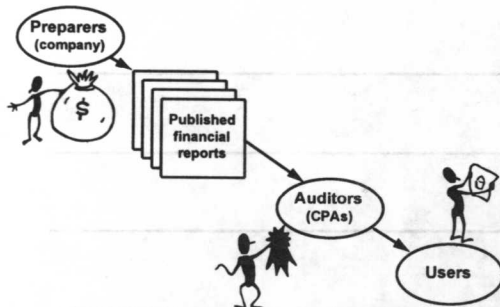 Preparers
(company)
$
Published
financial
reports
Auditors
(CPAs)
Users